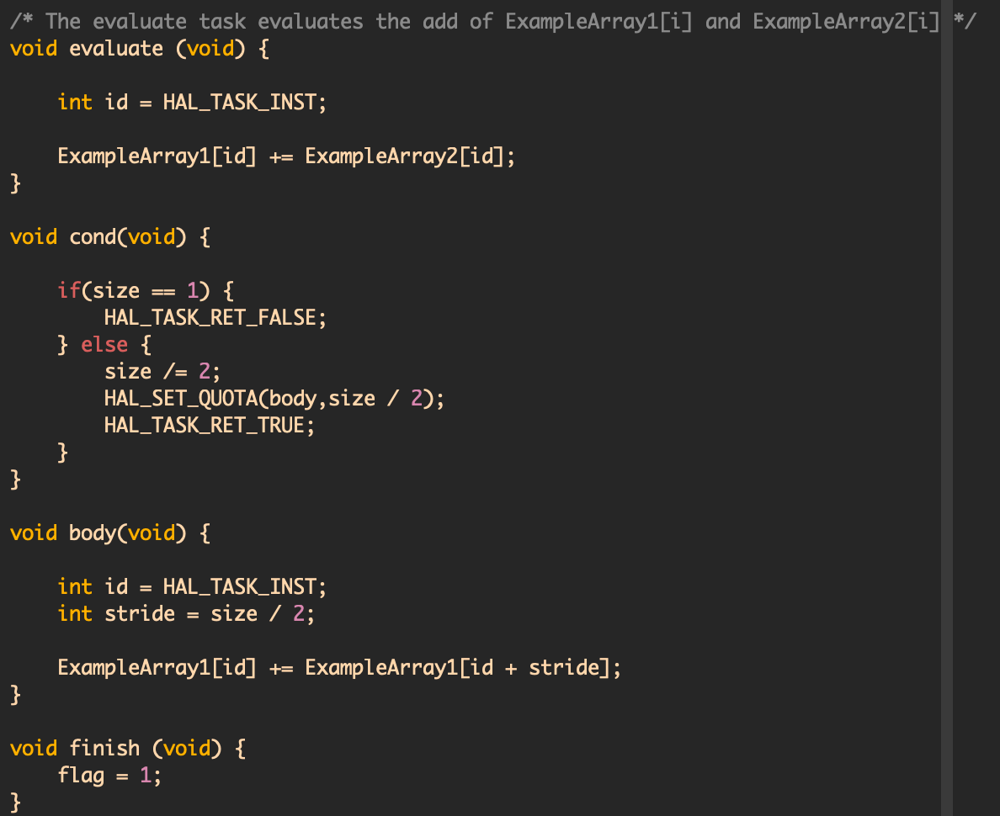 /* The evaluate task evaluates the add of ExampleArray1[i] and ExampleArray2[i] */
void evaluate (void) {
    int id = HAL_TASK_INST;
    ExampleArray1[id] += ExampleArray2[id];
}
void cond(void) {
    if(size == 1) {
        HAL_TASK_RET_FALSE;
    } else {
        size /= 2;
        HAL_SET_QUOTA(body,size / 2);
        HAL_TASK_RET_TRUE;
    }
}
void body(void) {
    int id = HAL_TASK_INST;
    int stride = size / 2;
    ExampleArray1[id] += ExampleArray1[id + stride];
}
void finish (void) {
    flag = 1;
}